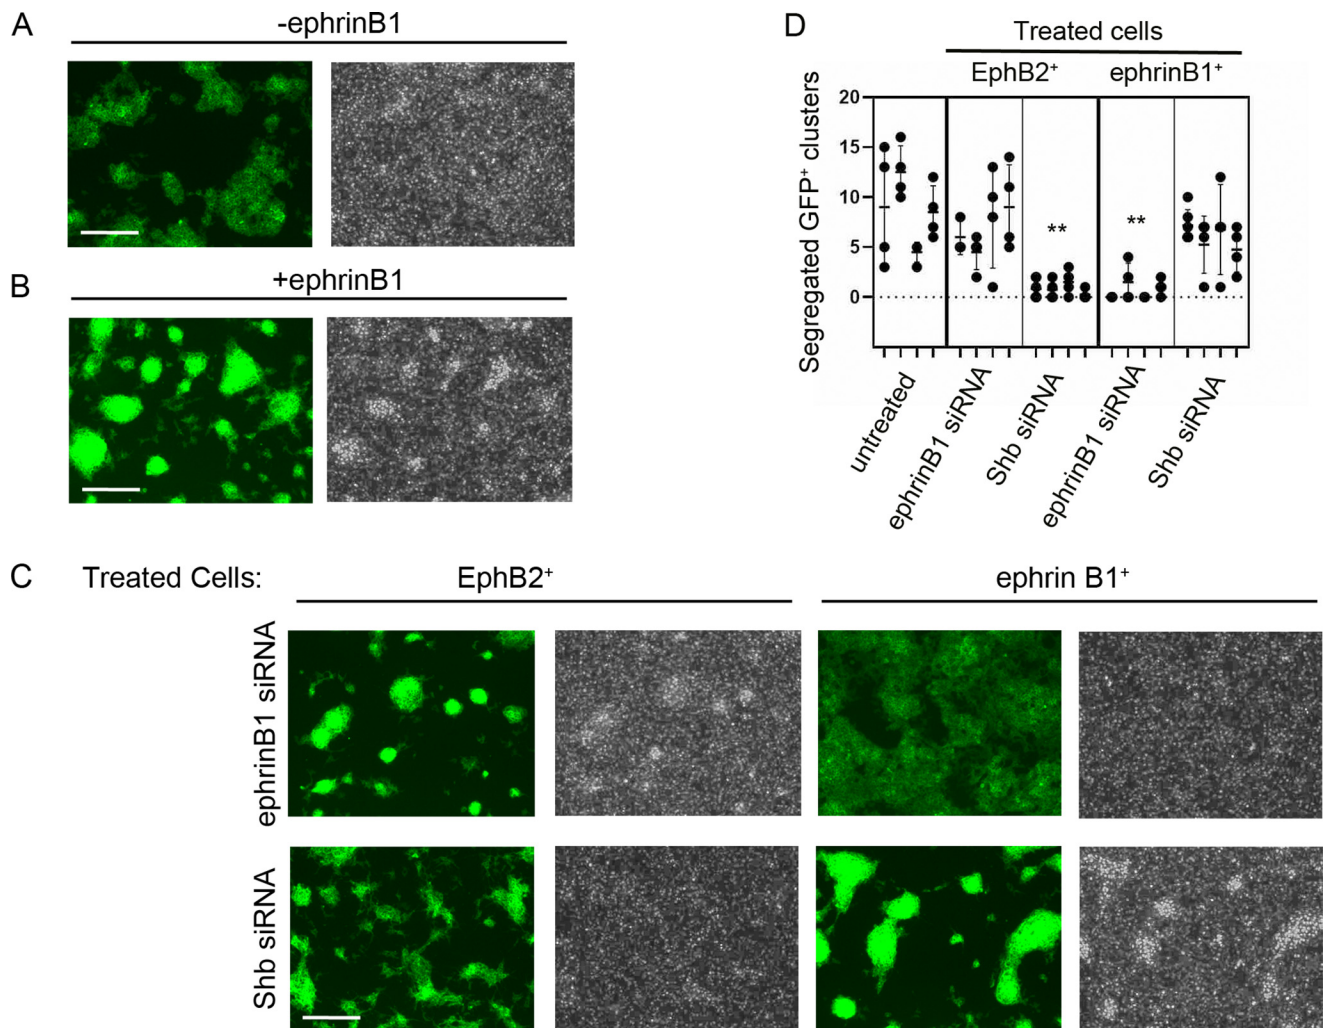 A
-ephrinB1
B
+ephrinB1
C
Treated Cells:
EphB2⁺
ephrin B1⁺
ephrinB1 siRNA
Shb siRNA
D
Treated cells
EphB2⁺
ephrinB1⁺
Segregated GFP⁺ clusters
20
15
10
5
0
**
**
untreated
ephrinB1 siRNA
Shb siRNA
ephrinB1 siRNA
Shb siRNA